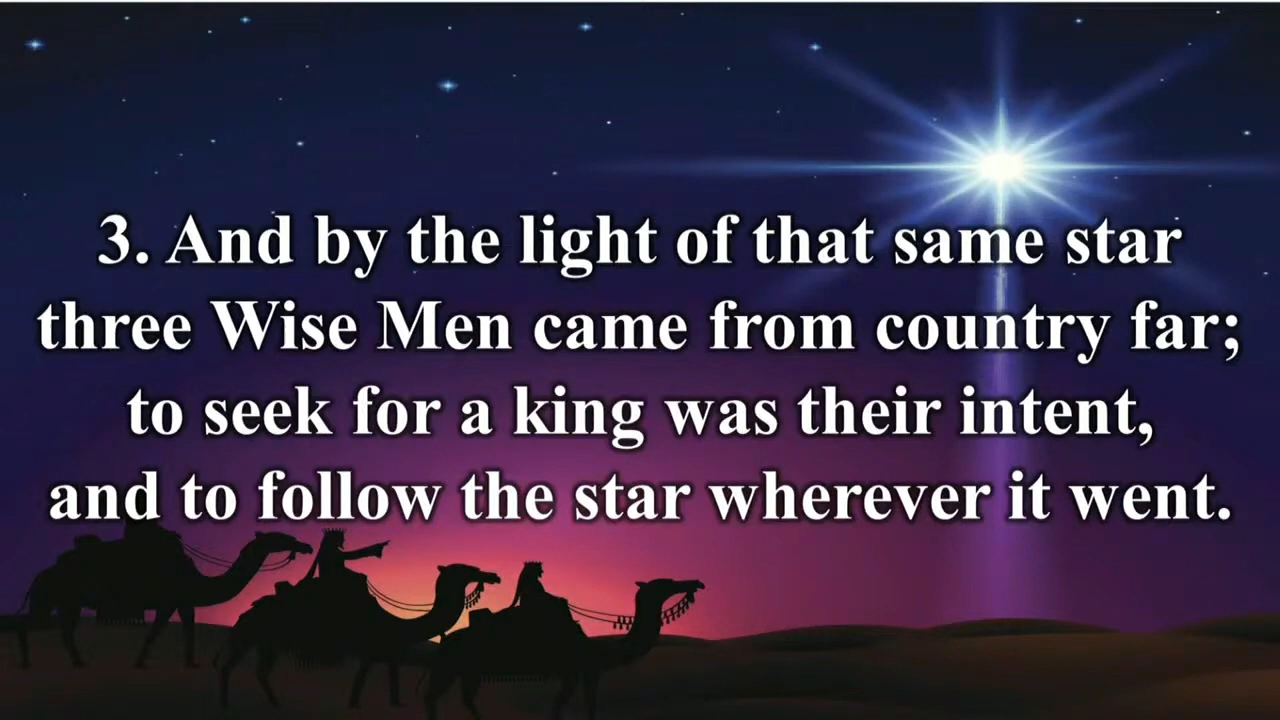 3. And by the light of that same star
three Wise Men came from country far;
to seek for a king was their intent,
and to follow the star wherever it went.